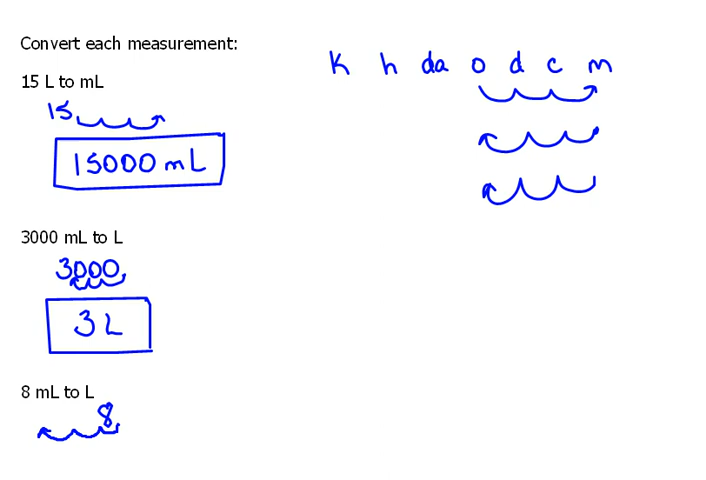 Convert each measurement:
K h da o d c m
15 L to mL
15
15000 mL
3000 mL to L
3000.
3 L
8 mL to L
8.